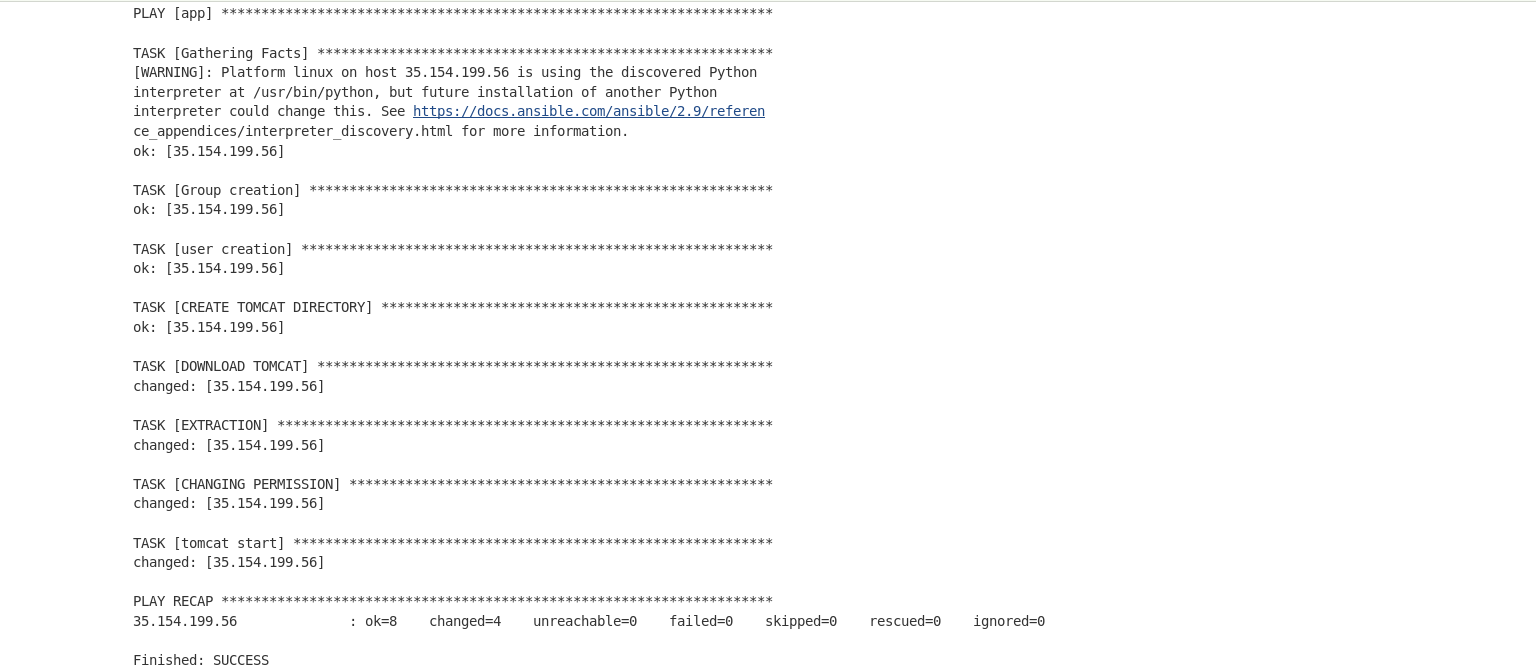 PLAY [app] *********************************************************************
TASK [Gathering Facts] *********************************************************
[WARNING]: Platform linux on host 35.154.199.56 is using the discovered Python
interpreter at /usr/bin/python, but future installation of another Python
interpreter could change this. See https://docs.ansible.com/ansible/2.9/referen
ce_appendices/interpreter_discovery.html for more information.
ok: [35.154.199.56]
TASK [Group creation] **********************************************************
ok: [35.154.199.56]
TASK [user creation] ***********************************************************
ok: [35.154.199.56]
TASK [CREATE TOMCAT DIRECTORY] *************************************************
ok: [35.154.199.56]
TASK [DOWNLOAD TOMCAT] *********************************************************
changed: [35.154.199.56]
TASK [EXTRACTION] **************************************************************
changed: [35.154.199.56]
TASK [CHANGING PERMISSION] *****************************************************
changed: [35.154.199.56]
TASK [tomcat start] ************************************************************
changed: [35.154.199.56]
PLAY RECAP *********************************************************************
35.154.199.56              : ok=8    changed=4    unreachable=0    failed=0    skipped=0    rescued=0    ignored=0
Finished: SUCCESS